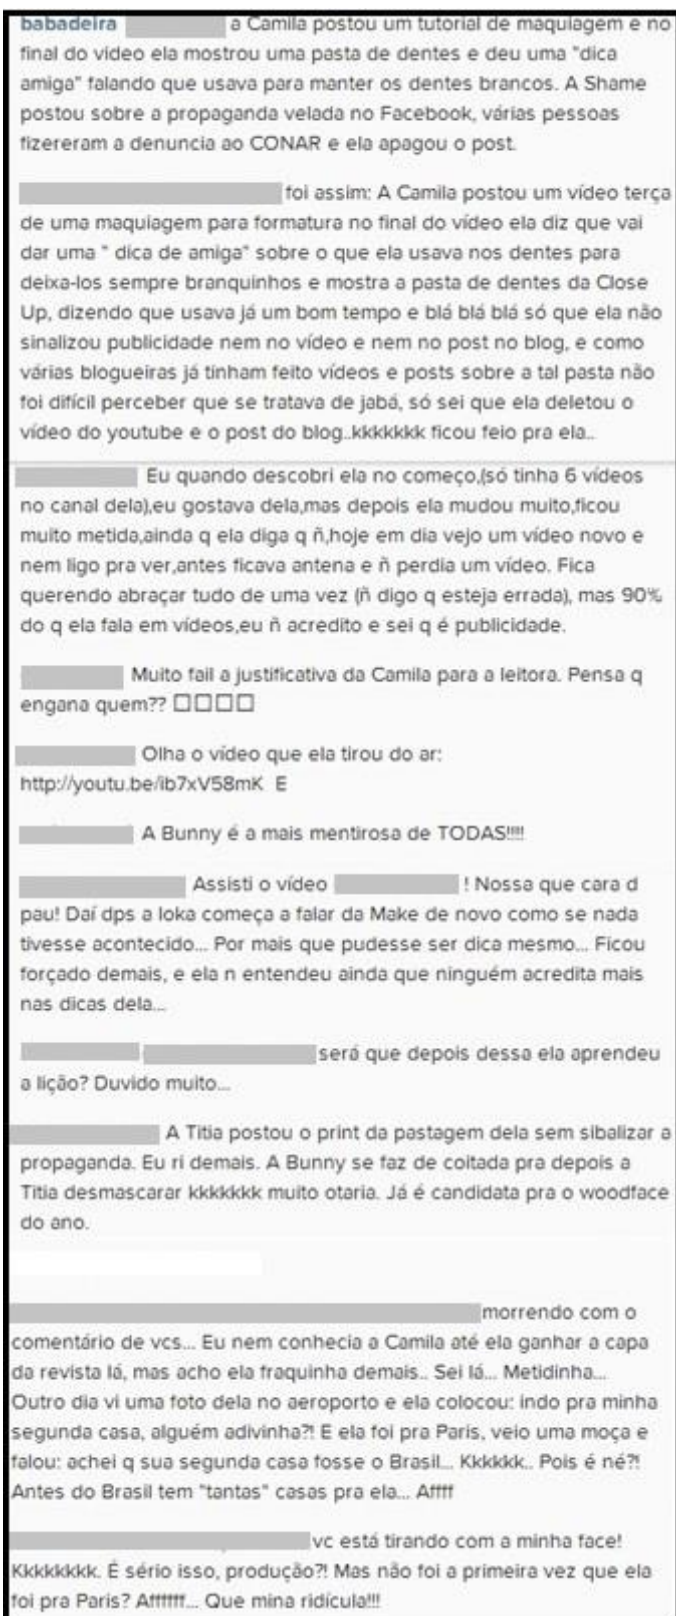 babadeira a Camila postou um tutorial de maquiagem e no
final do vídeo ela mostrou uma pasta de dentes e deu uma "dica
amiga" falando que usava para manter os dentes brancos. A Shame
postou sobre a propaganda velada no Facebook, várias pessoas
fizereram a denuncia ao CONAR e ela apagou o post.
foi assim: A Camila postou um vídeo terça
de uma maquiagem para formatura no final do vídeo ela diz que vai
dar uma " dica de amiga" sobre o que ela usava nos dentes para
deixa-los sempre branquinhos e mostra a pasta de dentes da Close
Up, dizendo que usava já um bom tempo e blá blá blá só que ela não
sinalizou publicidade nem no vídeo e nem no post no blog, e como
várias blogueiras já tinham feito vídeos e posts sobre a tal pasta não
foi difícil perceber que se tratava de jabá, só sei que ela deletou o
vídeo do youtube e o post do blog..kkkkkkk ficou feio pra ela..
Eu quando descobri ela no começo,(só tinha 6 vídeos
no canal dela),eu gostava dela,mas depois ela mudou muito,ficou
muito metida,ainda q ela diga q ñ,hoje em dia vejo um vídeo novo e
nem ligo pra ver,antes ficava antena e ñ perdia um vídeo. Fica
querendo abraçar tudo de uma vez (ñ digo q esteja errada), mas 90%
do q ela fala em vídeos,eu ñ acredito e sei q é publicidade.
Muito fail a justificativa da Camila para a leitora. Pensa q
engana quem?? □□□□
Olha o vídeo que ela tirou do ar:
http://youtu.be/ib7xV58mK E
A Bunny é a mais mentirosa de TODAS!!!!
Assisti o vídeo ! Nossa que cara d
pau! Daí dps a loka começa a falar da Make de novo como se nada
tivesse acontecido... Por mais que pudesse ser dica mesmo... Ficou
forçado demais, e ela n entendeu ainda que ninguém acredita mais
nas dicas dela...
será que depois dessa ela aprendeu
a lição? Duvido muito...
A Titia postou o print da pastagem dela sem sibalizar a
propaganda. Eu ri demais. A Bunny se faz de coitada pra depois a
Titia desmascarar kkkkkkk muito otaria. Já é candidata pra o woodface
do ano.
morrendo com o
comentário de vcs... Eu nem conhecia a Camila até ela ganhar a capa
da revista lá, mas acho ela fraquinha demais.. Sei lá... Metidinha...
Outro dia vi uma foto dela no aeroporto e ela colocou: indo pra minha
segunda casa, alguém adivinha?! E ela foi pra Paris, veio uma moça e
falou: achei q sua segunda casa fosse o Brasil... Kkkkkk.. Pois é né?!
Antes do Brasil tem "tantas" casas pra ela... Affff
vc está tirando com a minha face!
Kkkkkkkk. É sério isso, produção?! Mas não foi a primeira vez que ela
foi pra Paris? Affffff... Que mina ridícula!!!